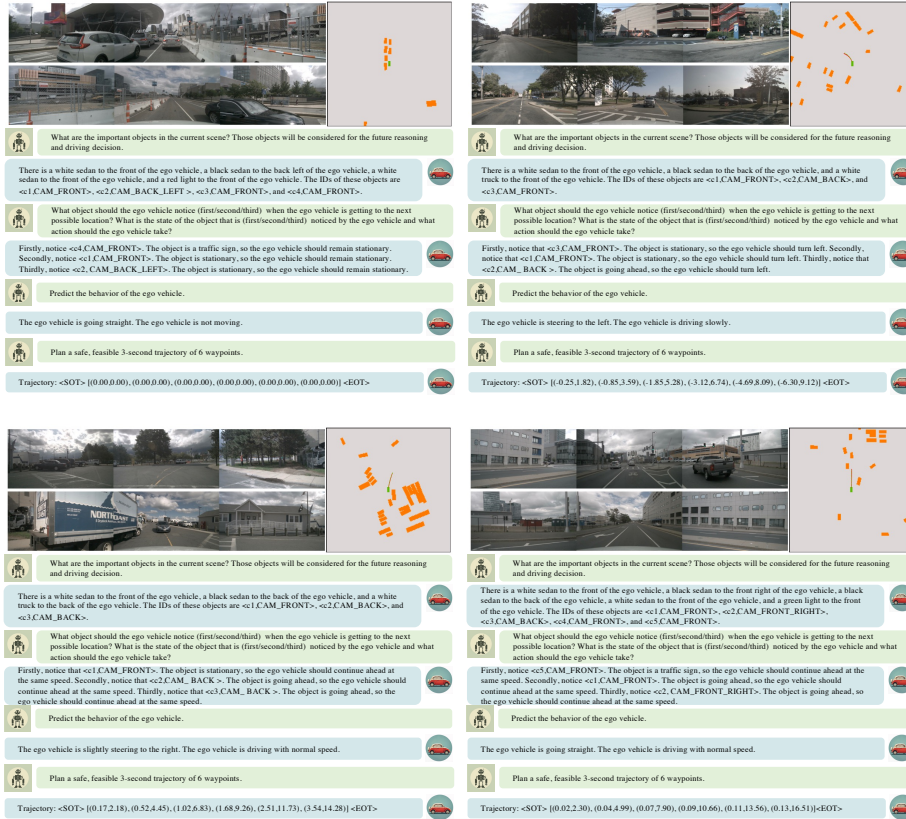 What are the important objects in the current scene? Those objects will be considered for the future reasoning
and driving decision.
There is a white sedan to the front of the ego vehicle, a black sedan to the back left of the ego vehicle, a white
sedan to the front of the ego vehicle, and a red light to the front of the ego vehicle. The IDs of these objects are
<c1,CAM_FRONT>, <c2,CAM_BACK_LEFT >, <c3,CAM_FRONT>, and <c4,CAM_FRONT>.
What object should the ego vehicle notice (first/second/third) when the ego vehicle is getting to the next
possible location? What is the state of the object that is (first/second/third) noticed by the ego vehicle and what
action should the ego vehicle take?
Firstly, notice <c4,CAM_FRONT>. The object is a traffic sign, so the ego vehicle should remain stationary.
Secondly, notice <c1,CAM_FRONT>. The object is stationary, so the ego vehicle should remain stationary.
Thirdly, notice <c2, CAM_BACK_LEFT>. The object is stationary, so the ego vehicle should remain stationary.
Predict the behavior of the ego vehicle.
The ego vehicle is going straight. The ego vehicle is not moving.
Plan a safe, feasible 3-second trajectory of 6 waypoints.
Trajectory: <SOT> [(0.00,0.00), (0.00,0.00), (0.00,0.00), (0.00,0.00), (0.00,0.00), (0.00,0.00)] <EOT>
What are the important objects in the current scene? Those objects will be considered for the future reasoning
and driving decision.
There is a white sedan to the front of the ego vehicle, a black sedan to the back of the ego vehicle, and a white
truck to the front of the ego vehicle. The IDs of these objects are <c1,CAM_FRONT>, <c2,CAM_BACK>, and
<c3,CAM_FRONT>.
What object should the ego vehicle notice (first/second/third) when the ego vehicle is getting to the next
possible location? What is the state of the object that is (first/second/third) noticed by the ego vehicle and what
action should the ego vehicle take?
Firstly, notice that <c3,CAM_FRONT>. The object is stationary, so the ego vehicle should turn left. Secondly,
notice that <c1,CAM_FRONT>. The object is stationary, so the ego vehicle should turn left. Thirdly, notice that
<c2,CAM_ BACK >. The object is going ahead, so the ego vehicle should turn left.
Predict the behavior of the ego vehicle.
The ego vehicle is steering to the left. The ego vehicle is driving slowly.
Plan a safe, feasible 3-second trajectory of 6 waypoints.
Trajectory: <SOT> [(-0.25,1.82), (-0.85,3.59), (-1.85,5.28), (-3.12,6.74), (-4.69,8.09), (-6.30,9.12)] <EOT>
NORTHEAST
What are the important objects in the current scene? Those objects will be considered for the future reasoning
and driving decision.
There is a white sedan to the front of the ego vehicle, a black sedan to the back of the ego vehicle, and a white
truck to the back of the ego vehicle. The IDs of these objects are <c1,CAM_FRONT>, <c2,CAM_BACK>, and
<c3,CAM_BACK>.
What object should the ego vehicle notice (first/second/third) when the ego vehicle is getting to the next
possible location? What is the state of the object that is (first/second/third) noticed by the ego vehicle and what
action should the ego vehicle take?
Firstly, notice that <c1,CAM_FRONT>. The object is stationary, so the ego vehicle should continue ahead at
the same speed. Secondly, notice that <c2,CAM_ BACK >. The object is going ahead, so the ego vehicle should
continue ahead at the same speed. Thirdly, notice that <c3,CAM_ BACK >. The object is going ahead, so the
ego vehicle should continue ahead at the same speed.
Predict the behavior of the ego vehicle.
The ego vehicle is slightly steering to the right. The ego vehicle is driving with normal speed.
Plan a safe, feasible 3-second trajectory of 6 waypoints.
Trajectory: <SOT> [(0.17,2.18), (0.52,4.45), (1.02,6.83), (1.68,9.26), (2.51,11.73), (3.54,14.28)] <EOT>
What are the important objects in the current scene? Those objects will be considered for the future reasoning
and driving decision.
There is a white sedan to the front of the ego vehicle, a black sedan to the front right of the ego vehicle, a black
sedan to the back of the ego vehicle, a white sedan to the front of the ego vehicle, and a green light to the front
of the ego vehicle. The IDs of these objects are <c1,CAM_FRONT>, <c2,CAM_FRONT_RIGHT>,
<c3,CAM_BACK>, <c4,CAM_FRONT>, and <c5,CAM_FRONT>.
What object should the ego vehicle notice (first/second/third) when the ego vehicle is getting to the next
possible location? What is the state of the object that is (first/second/third) noticed by the ego vehicle and what
action should the ego vehicle take?
Firstly, notice <c5,CAM_FRONT>. The object is a traffic sign, so the ego vehicle should continue ahead at the
same speed. Secondly, notice <c1,CAM_FRONT>. The object is going ahead, so the ego vehicle should
continue ahead at the same speed. Thirdly, notice <c2, CAM_FRONT_RIGHT>. The object is going ahead, so
the ego vehicle should continue ahead at the same speed.
Predict the behavior of the ego vehicle.
The ego vehicle is going straight. The ego vehicle is driving with normal speed.
Plan a safe, feasible 3-second trajectory of 6 waypoints.
Trajectory: <SOT> [(0.02,2.30), (0.04,4.99), (0.07,7.90), (0.09,10.66), (0.11,13.56), (0.13,16.51)]<EOT>